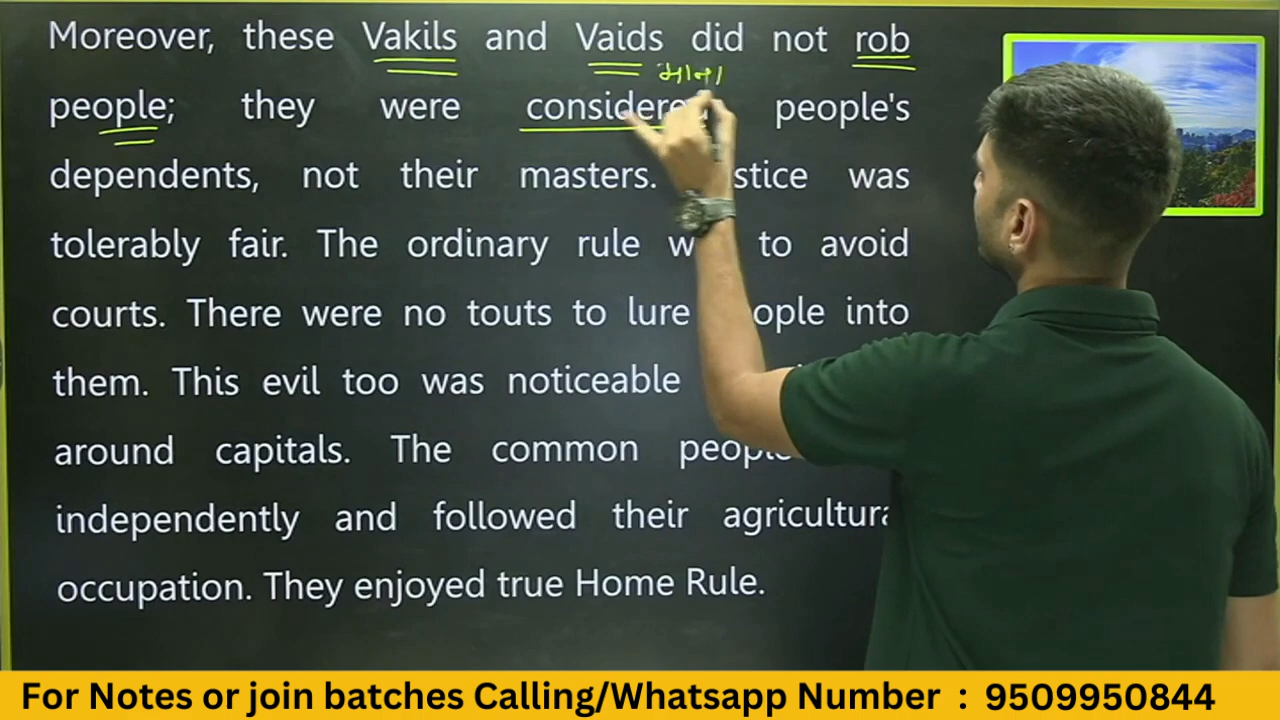 Moreover, these Vakils and Vaids did not rob
माना
people; they were considered people's
dependents, not their masters. stice was
tolerably fair. The ordinary rule w to avoid
courts. There were no touts to lure ople into
them. This evil too was noticeable
around capitals. The common peopl
independently and followed their agricultura
occupation. They enjoyed true Home Rule.
For Notes or join batches Calling/Whatsapp Number : 9509950844